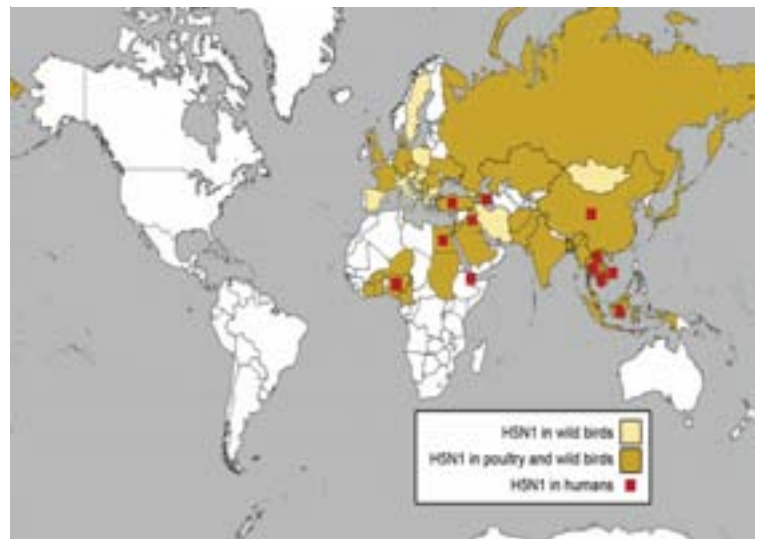 H5N1 in wild birds
H5N1 in poultry and wild birds
H5N1 in humans